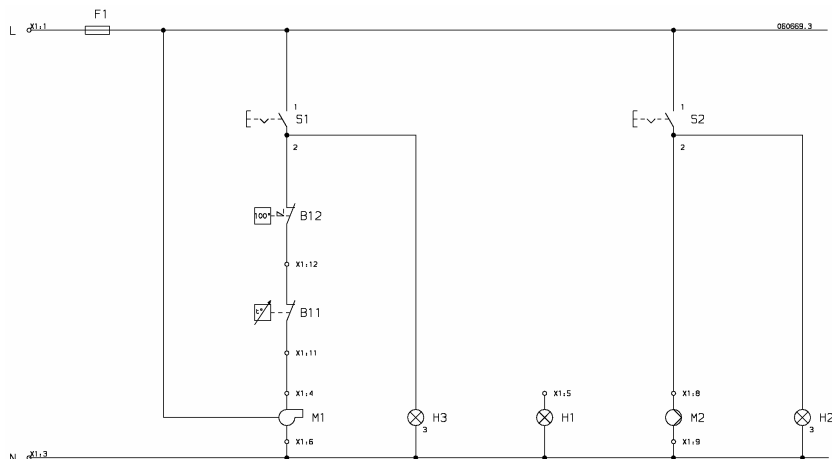 F1
L X1:1 060669.3
1 1
S1 S2
2 2
100° B12
X1:12
t° B11
X1:11
X1:4 X1:5 X1:8
M1 H3 H1 M2 H2
3 3
X1:6 X1:9
N X1:3